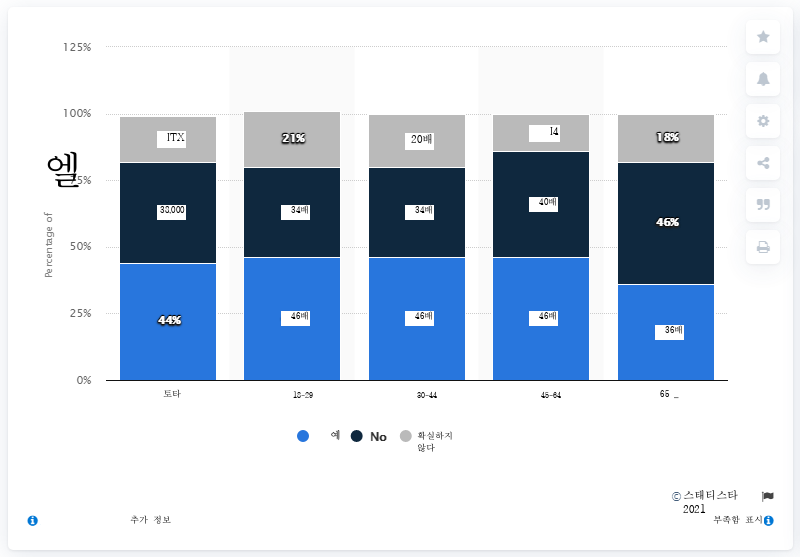 125%
100%
75%
50%
25%
0%
엘
Percentage of
ITX 21% 20배 14 18%
38,000 34배 34배 40배 46%
44% 46배 46배 46배 36배
토타 18-29 30-44 45-64 65 _
예 No 확실하지
않다
© 스태티스타
2021
추가 정보 부족함 표시